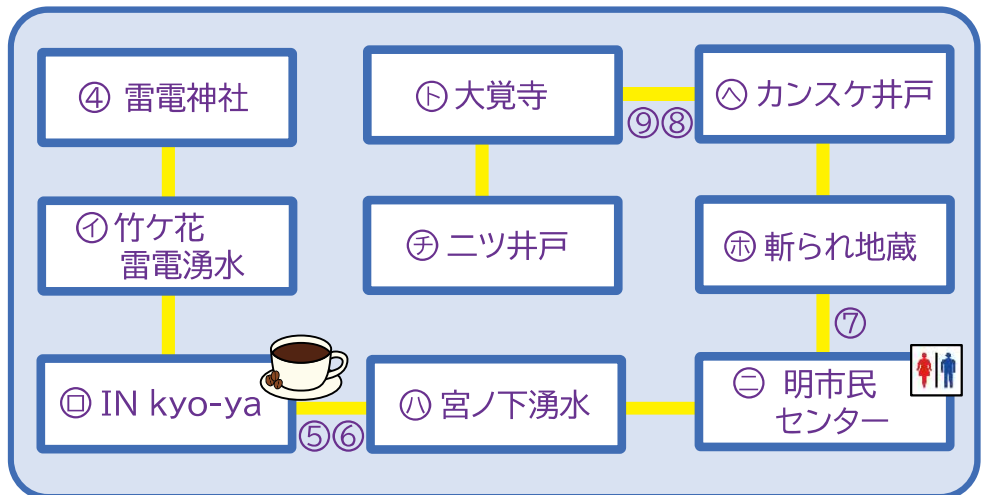 ④ 雷電神社
㋣ 大覚寺
⑨⑧
㋬ カンスケ井戸
㋑ 竹ケ花
雷電湧水
㋠ 二ツ井戸
㋭ 斬られ地蔵
⑦
㋺ IN kyo-ya
⑤⑥
㋩ 宮ノ下湧水
㋥ 明市民
センター